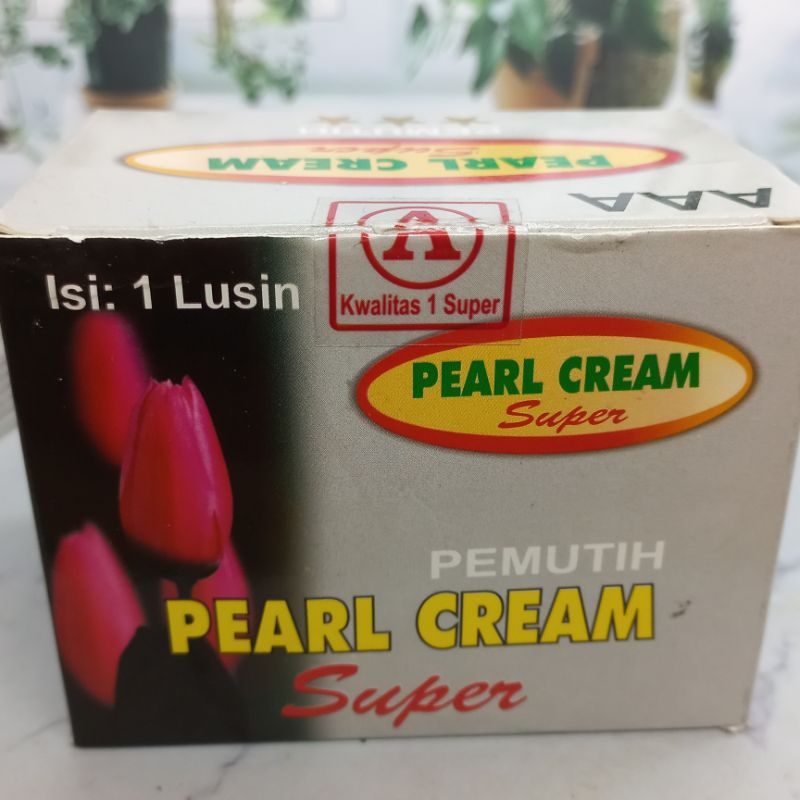 PEMUTIH
PEARL CREAM
Super
AAA
Isi: 1 Lusin
A
Kwalitas 1 Super
PEARL CREAM
Super
PEMUTIH
PEARL CREAM
Super